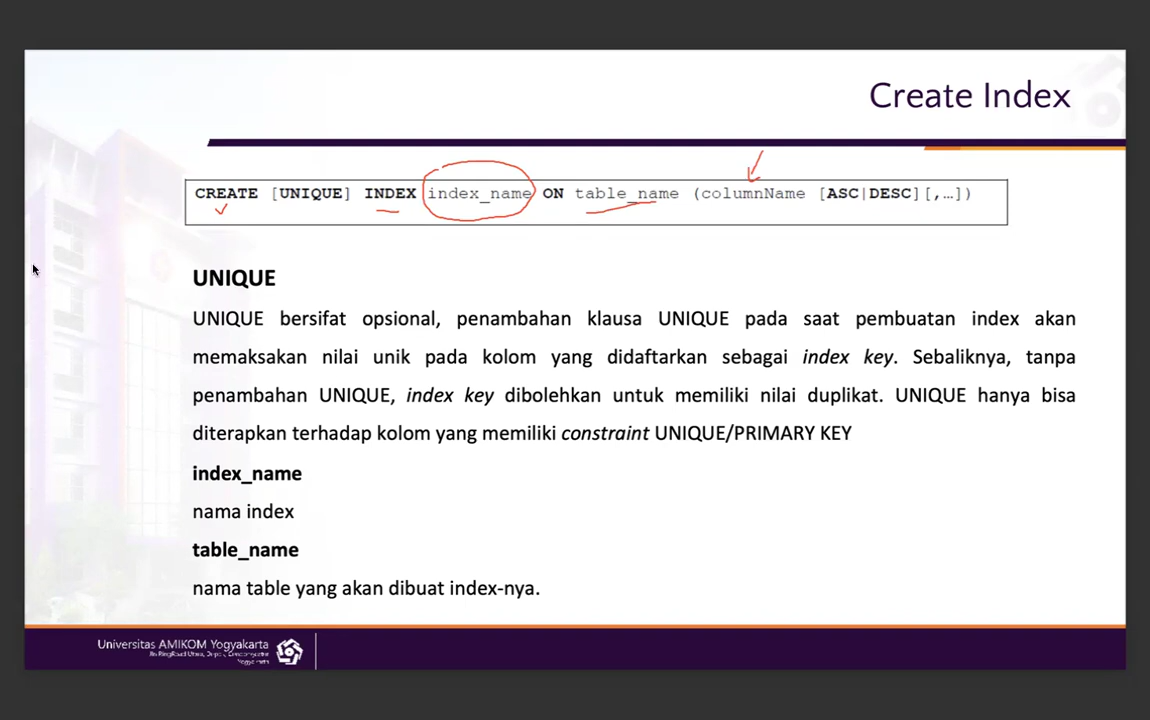 Create Index
CREATE [UNIQUE] INDEX index_name ON table_name (columnName [ASC|DESC][,…])
UNIQUE
UNIQUE bersifat opsional, penambahan klausa UNIQUE pada saat pembuatan index akan
memaksakan nilai unik pada kolom yang didaftarkan sebagai index key. Sebaliknya, tanpa
penambahan UNIQUE, index key dibolehkan untuk memiliki nilai duplikat. UNIQUE hanya bisa
diterapkan terhadap kolom yang memiliki constraint UNIQUE/PRIMARY KEY
index_name
nama index
table_name
nama table yang akan dibuat index-nya.
Universitas AMIKOM Yogyakarta
Yogyakarta